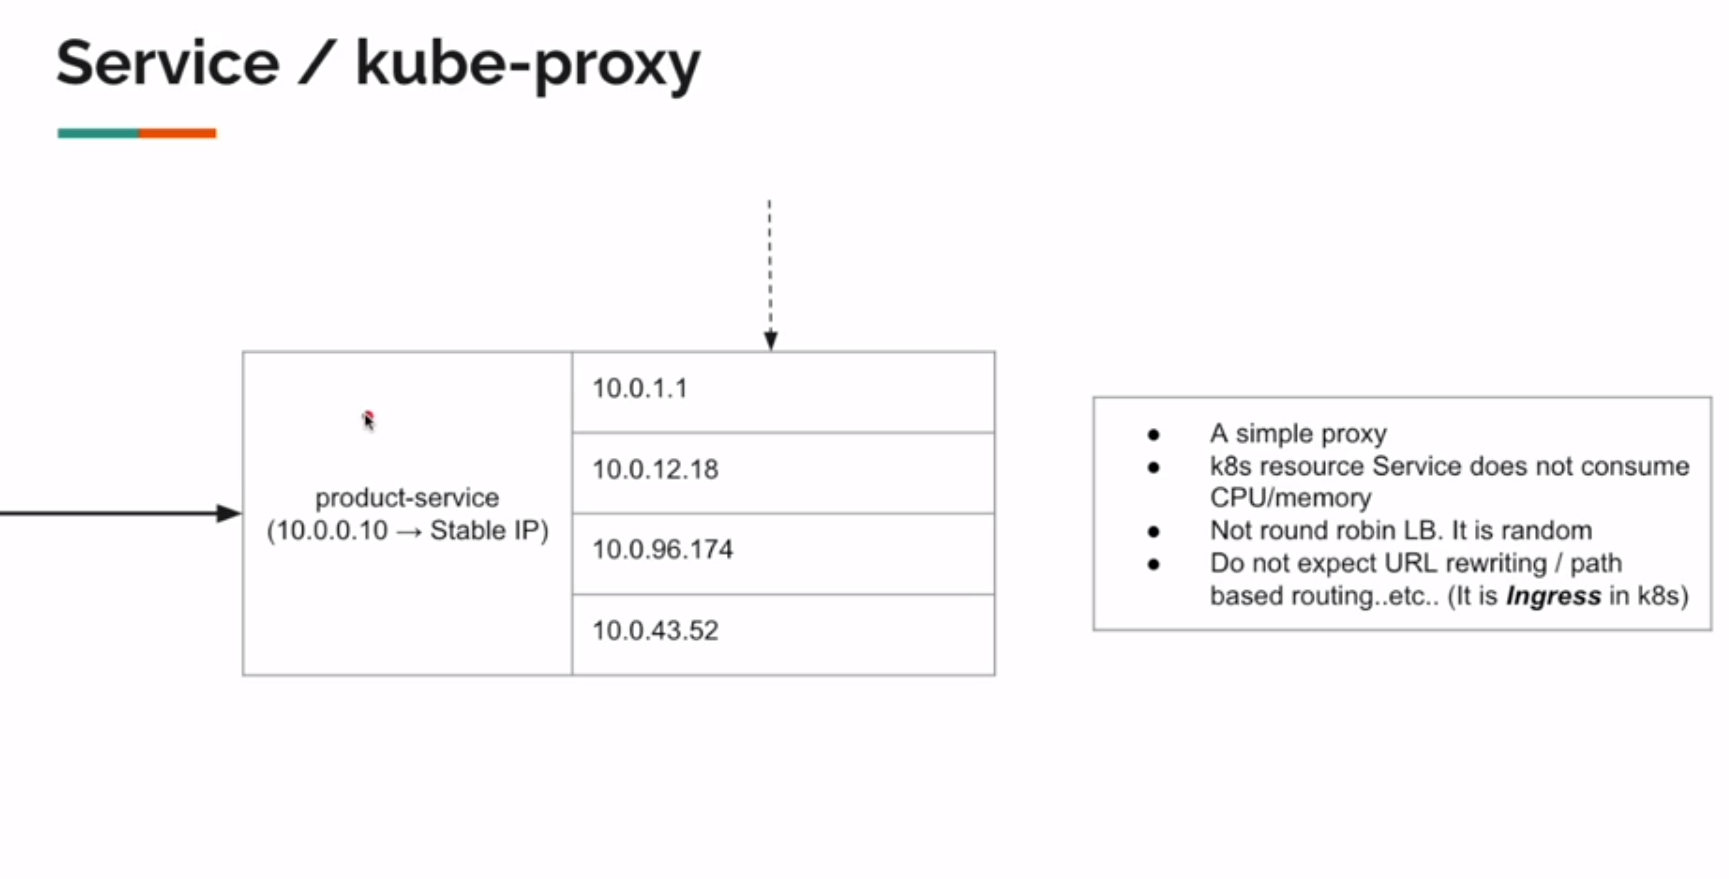 Service / kube-proxy
product-service
(10.0.0.10 → Stable IP)
10.0.1.1
10.0.12.18
10.0.96.174
10.0.43.52
● A simple proxy
● k8s resource Service does not consume
CPU/memory
● Not round robin LB. It is random
● Do not expect URL rewriting / path
based routing..etc.. (It is Ingress in k8s)